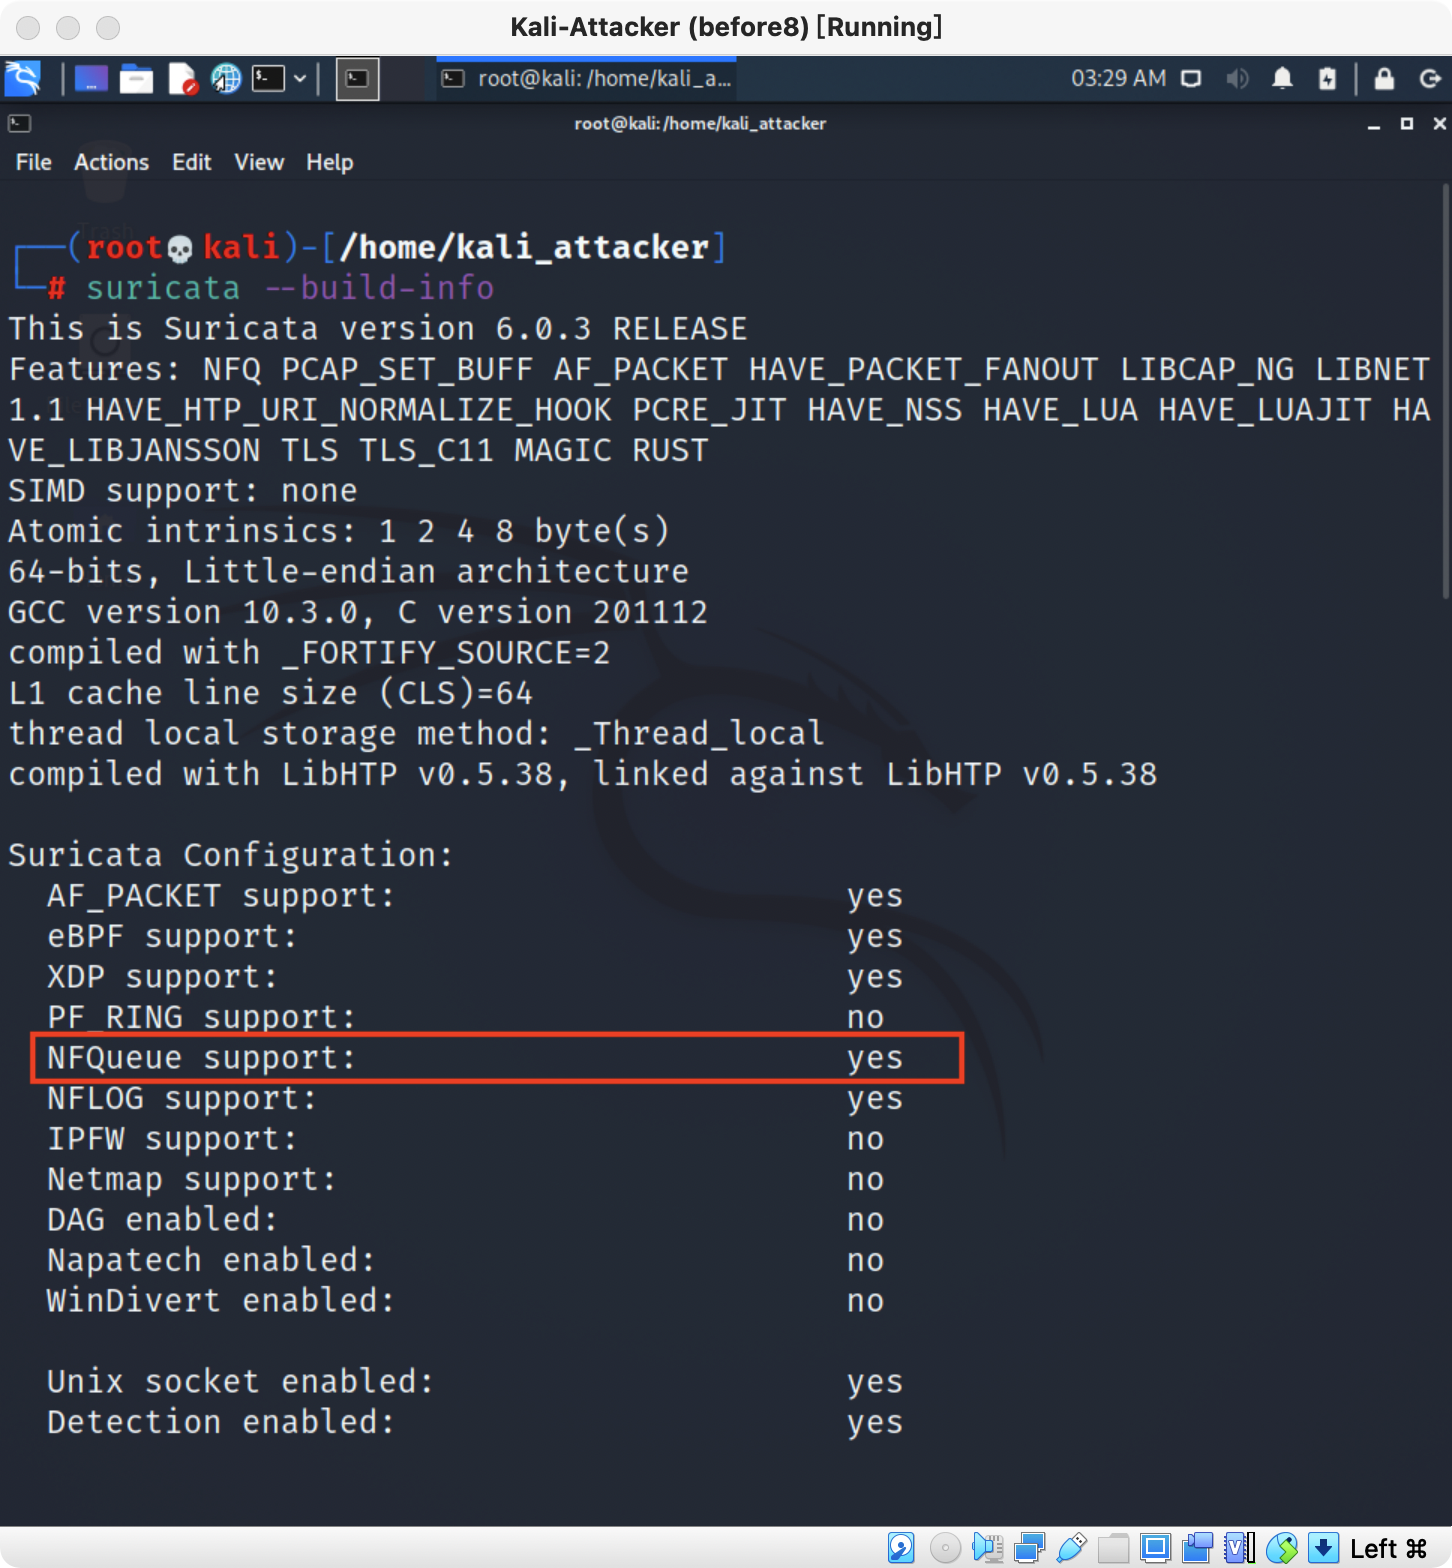 Kali-Attacker (before8) [Running]
root@kali: /home/kali_a...
03:29 AM
root@kali:/home/kali_attacker
File Actions Edit View Help
Trash
┌──(root💀kali)-[/home/kali_attacker]
└─# suricata --build-info
This is Suricata version 6.0.3 RELEASE
Features: NFQ PCAP_SET_BUFF AF_PACKET HAVE_PACKET_FANOUT LIBCAP_NG LIBNET
1.1 HAVE_HTP_URI_NORMALIZE_HOOK PCRE_JIT HAVE_NSS HAVE_LUA HAVE_LUAJIT HA
VE_LIBJANSSON TLS TLS_C11 MAGIC RUST
SIMD support: none
Atomic intrinsics: 1 2 4 8 byte(s)
64-bits, Little-endian architecture
GCC version 10.3.0, C version 201112
compiled with _FORTIFY_SOURCE=2
L1 cache line size (CLS)=64
thread local storage method: _Thread_local
compiled with LibHTP v0.5.38, linked against LibHTP v0.5.38
Suricata Configuration:
AF_PACKET support: yes
eBPF support: yes
XDP support: yes
PF_RING support: no
NFQueue support: yes
NFLOG support: yes
IPFW support: no
Netmap support: no
DAG enabled: no
Napatech enabled: no
WinDivert enabled: no
Unix socket enabled: yes
Detection enabled: yes
Left ⌘